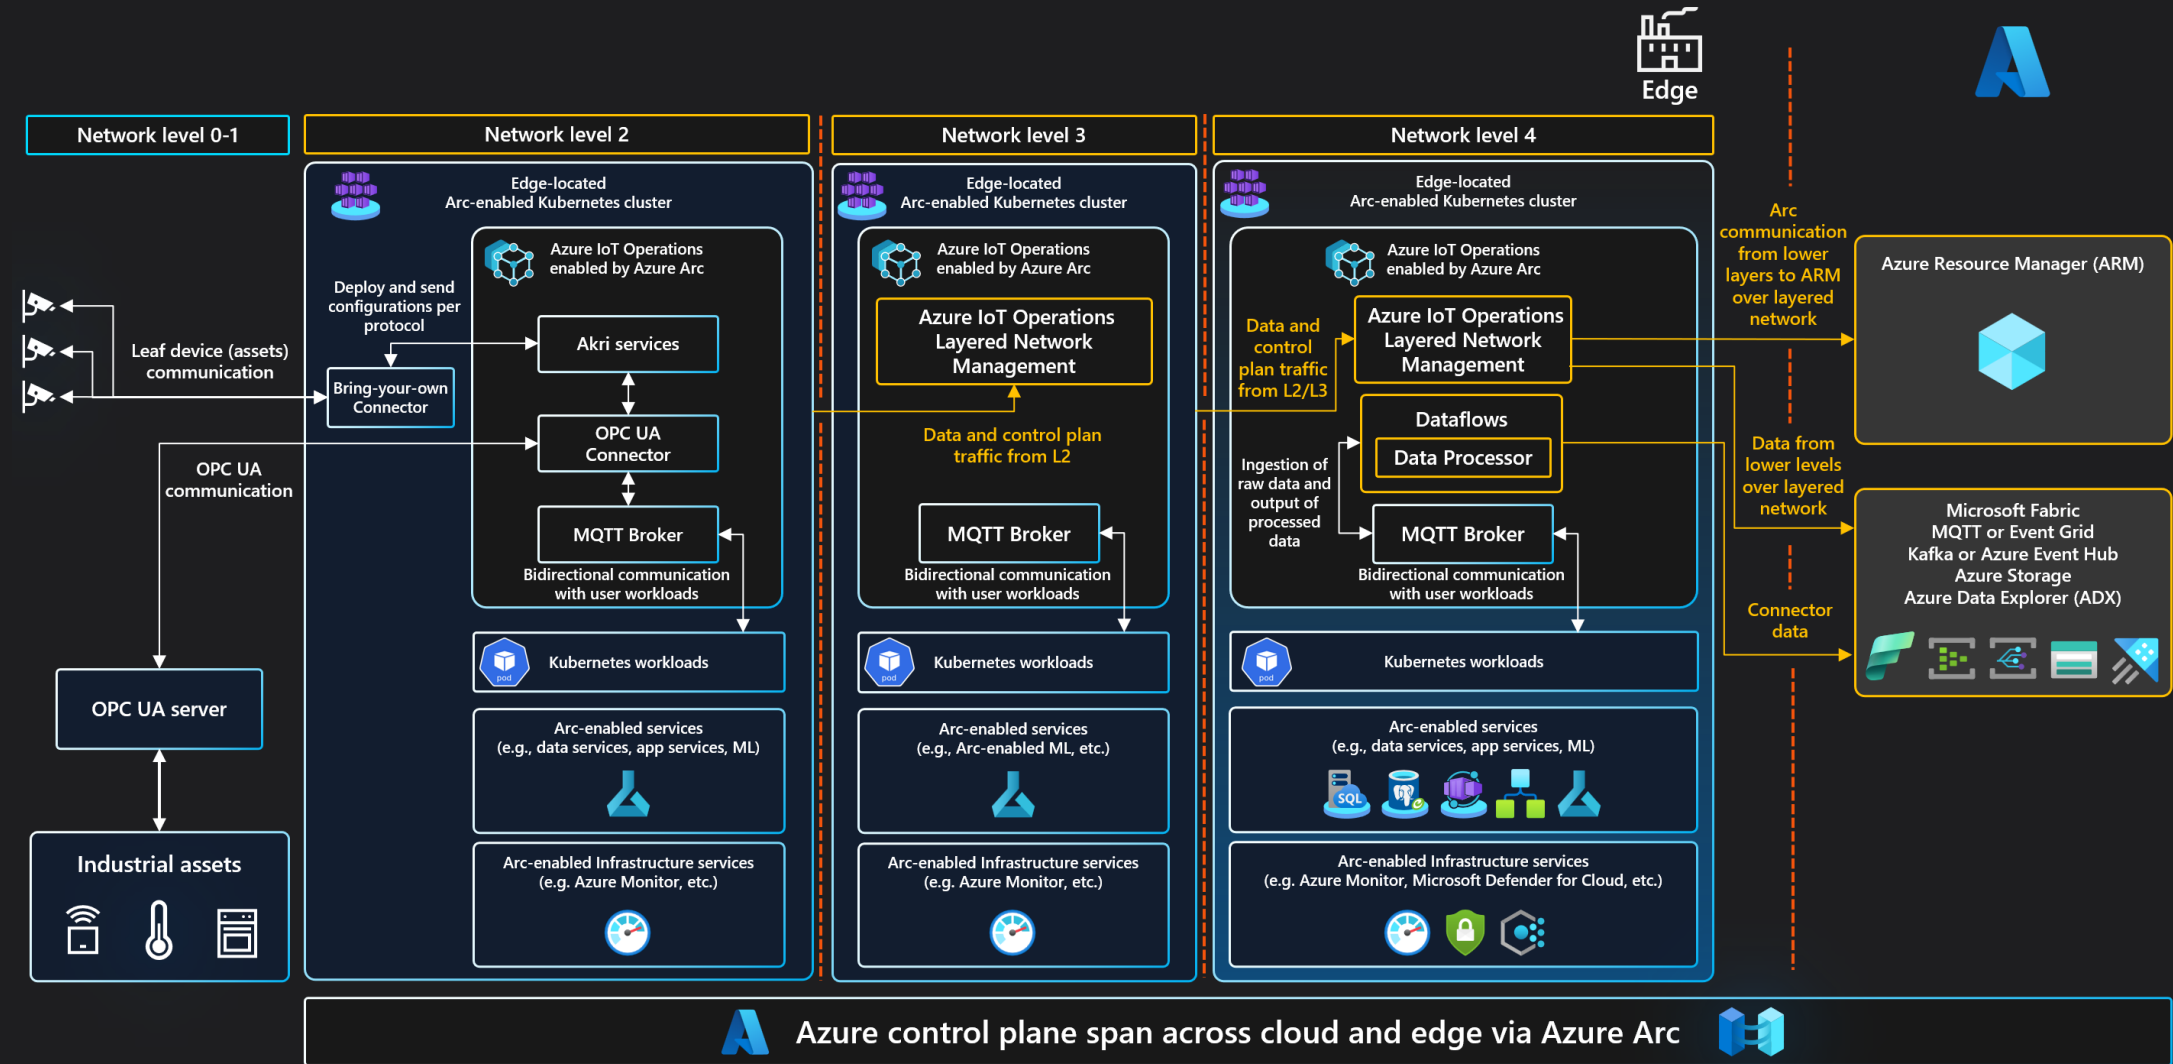 Edge
Network level 0-1
Network level 2
Network level 3
Network level 4
Leaf device (assets)
communication
OPC UA
communication
OPC UA server
Industrial assets
Edge-located
Arc-enabled Kubernetes cluster
Azure IoT Operations
enabled by Azure Arc
Deploy and send
configurations per
protocol
Bring-your-own
Connector
Akri services
OPC UA
Connector
MQTT Broker
Bidirectional communication
with user workloads
pod
Kubernetes workloads
Arc-enabled services
(e.g., data services, app services, ML)
Arc-enabled Infrastructure services
(e.g. Azure Monitor, etc.)
Edge-located
Arc-enabled Kubernetes cluster
Azure IoT Operations
enabled by Azure Arc
Azure IoT Operations
Layered Network
Management
Data and control plan
traffic from L2
MQTT Broker
Bidirectional communication
with user workloads
pod
Kubernetes workloads
Arc-enabled services
(e.g., Arc-enabled ML, etc.)
Arc-enabled Infrastructure services
(e.g. Azure Monitor, etc.)
Edge-located
Arc-enabled Kubernetes cluster
Azure IoT Operations
enabled by Azure Arc
Data and
control
plan traffic
from L2/L3
Azure IoT Operations
Layered Network
Management
Dataflows
Data Processor
Ingestion of
raw data and
output of
processed
data
MQTT Broker
Bidirectional communication
with user workloads
pod
Kubernetes workloads
Arc-enabled services
(e.g., data services, app services, ML)
SQL
Arc-enabled Infrastructure services
(e.g. Azure Monitor, Microsoft Defender for Cloud, etc.)
Arc
communication
from lower
layers to ARM
over layered
network
Data from
lower levels
over layered
network
Connector
data
Azure Resource Manager (ARM)
Microsoft Fabric
MQTT or Event Grid
Kafka or Azure Event Hub
Azure Storage
Azure Data Explorer (ADX)
Azure control plane span across cloud and edge via Azure Arc